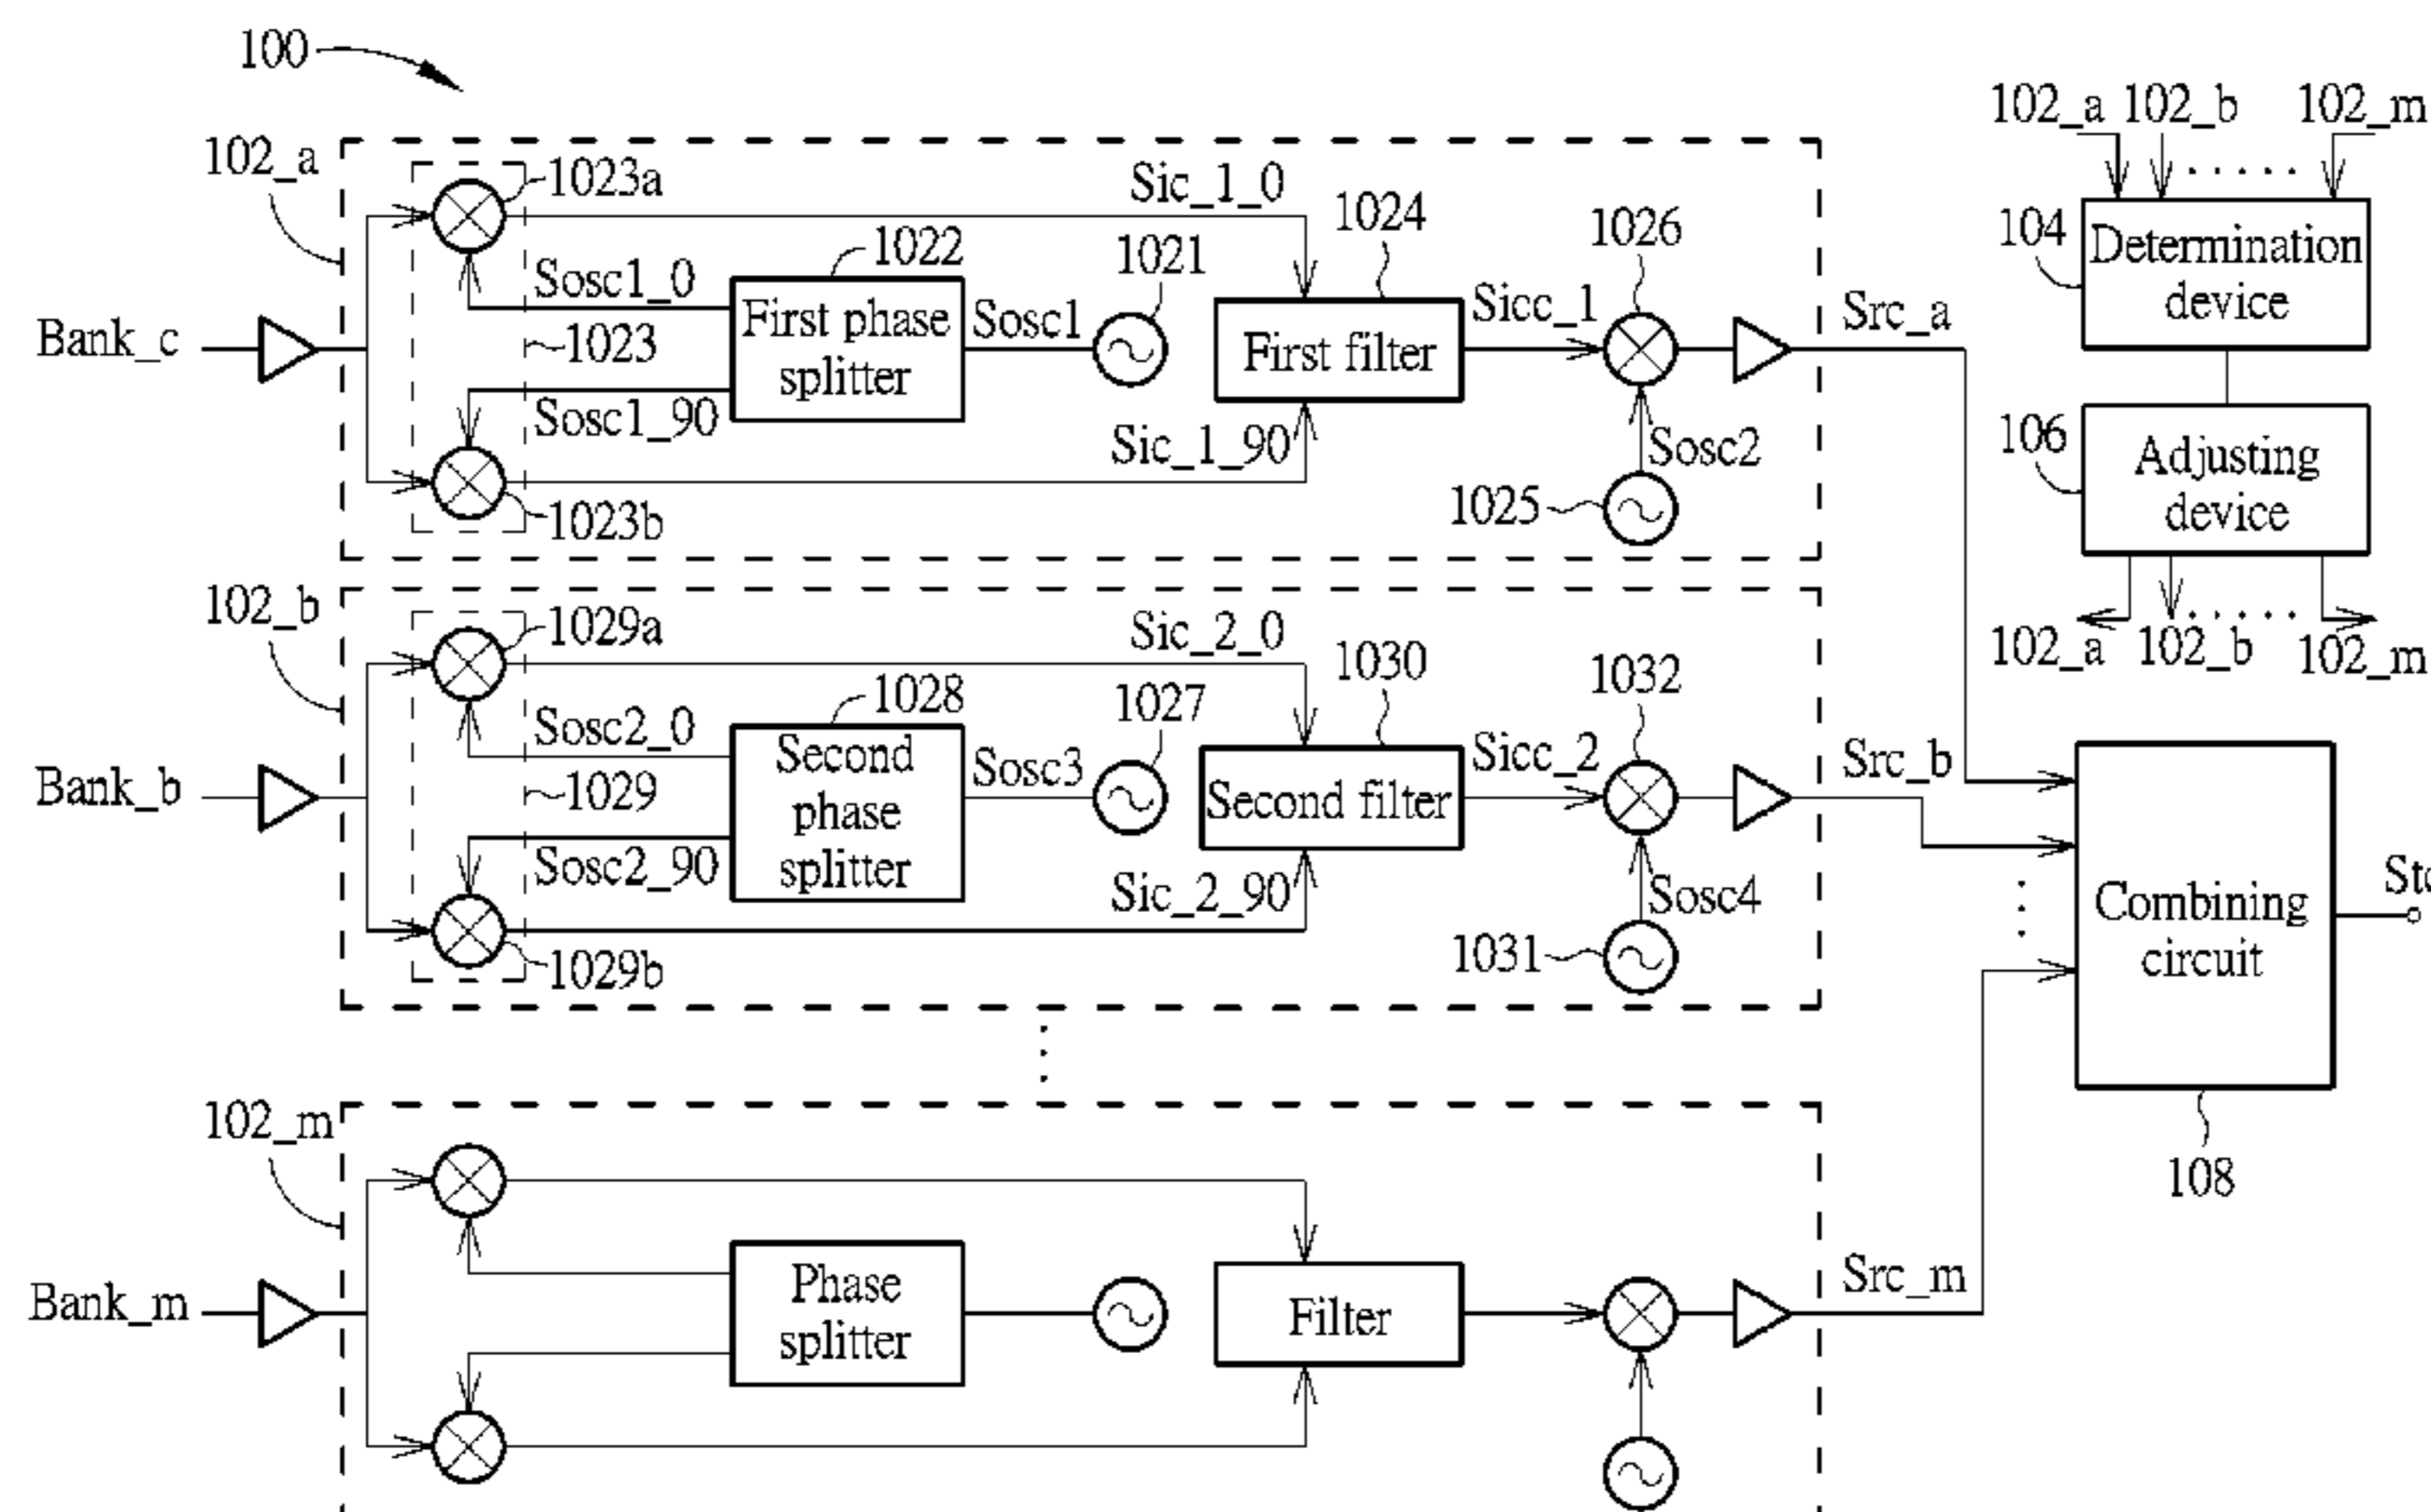 100
102_a 102_b 102_m
102_a
1023a
Sic_1_0
1024
1022
1021
1026
104
Determination
device
Sosc1_0
Bank_c
1023
First phase
splitter
Sosc1
First filter
Sicc_1
Src_a
Sosc1_90
Sic_1_90
Sosc2
1023b
1025
106
Adjusting
device
102_a 102_b 102_m
102_b
1029a
Sic_2_0
1030
1028
1027
1032
Sosc2_0
Bank_b
1029
Second
phase
splitter
Sosc3
Second filter
Sicc_2
Src_b
Sosc2_90
Sic_2_90
Sosc4
1029b
1031
Combining
circuit
108
102_m
Bank_m
Phase
splitter
Filter
Src_m